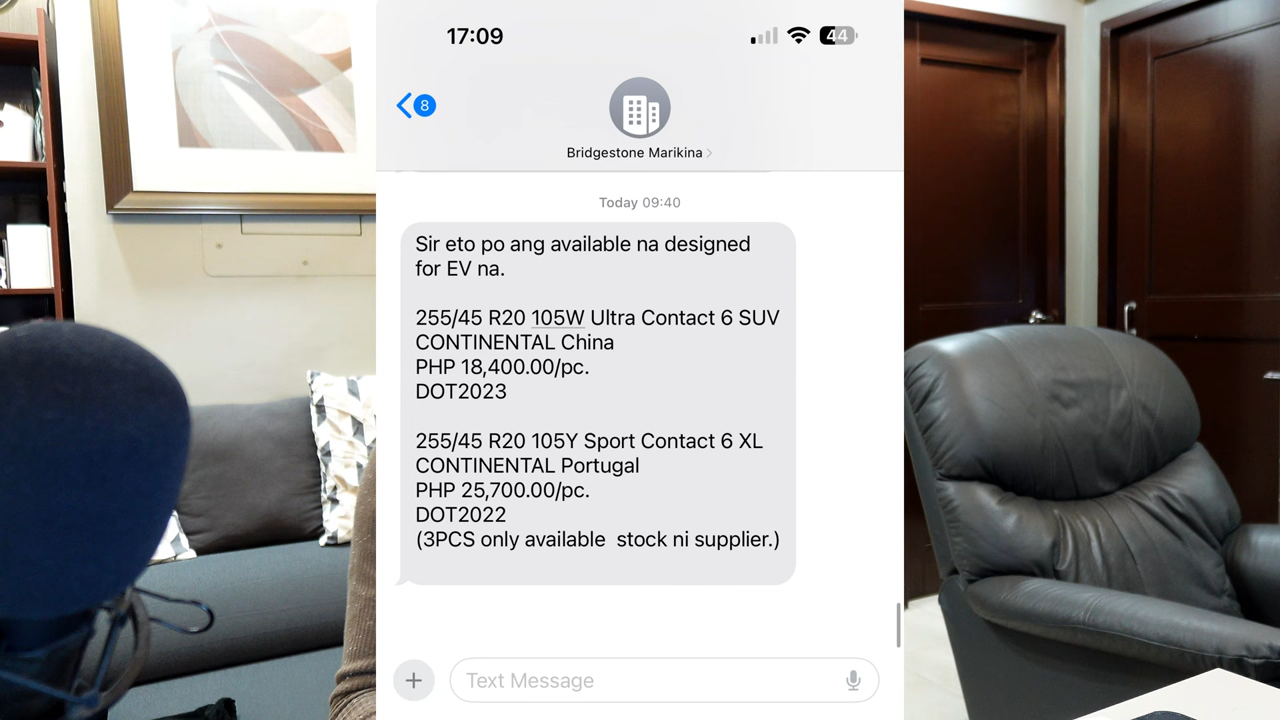 17:09
44
8
Bridgestone Marikina
Today 09:40
Sir eto po ang available na designed
for EV na.
255/45 R20 105W Ultra Contact 6 SUV
CONTINENTAL China
PHP 18,400.00/pc.
DOT2023
255/45 R20 105Y Sport Contact 6 XL
CONTINENTAL Portugal
PHP 25,700.00/pc.
DOT2022
(3PCS only available  stock ni supplier.)
Text Message